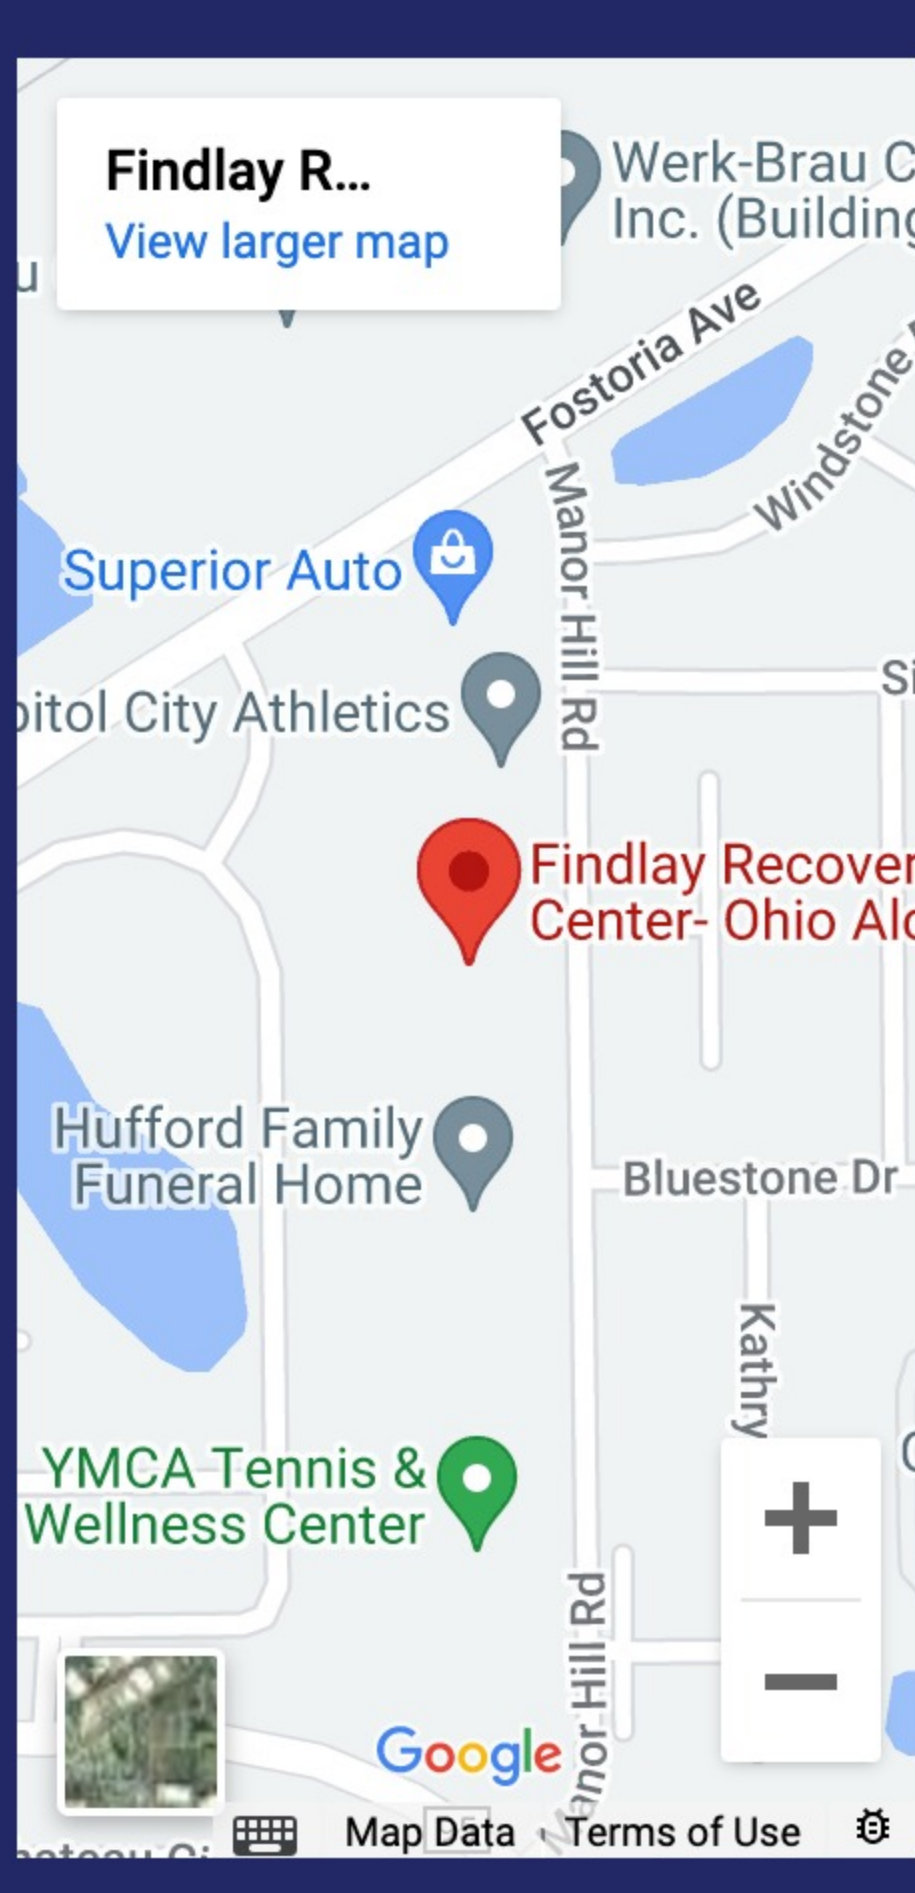 Findlay R...
View larger map
Werk-Brau C
Inc. (Building
u
Fostoria Ave
Windstone
Manor Hill Rd
Superior Auto
Si
pitol City Athletics
Findlay Recover
Center- Ohio Alc
Hufford Family
Funeral Home
Bluestone Dr
Kathry
YMCA Tennis &
Wellness Center
Manor Hill Rd
Google
Map Data
Terms of Use